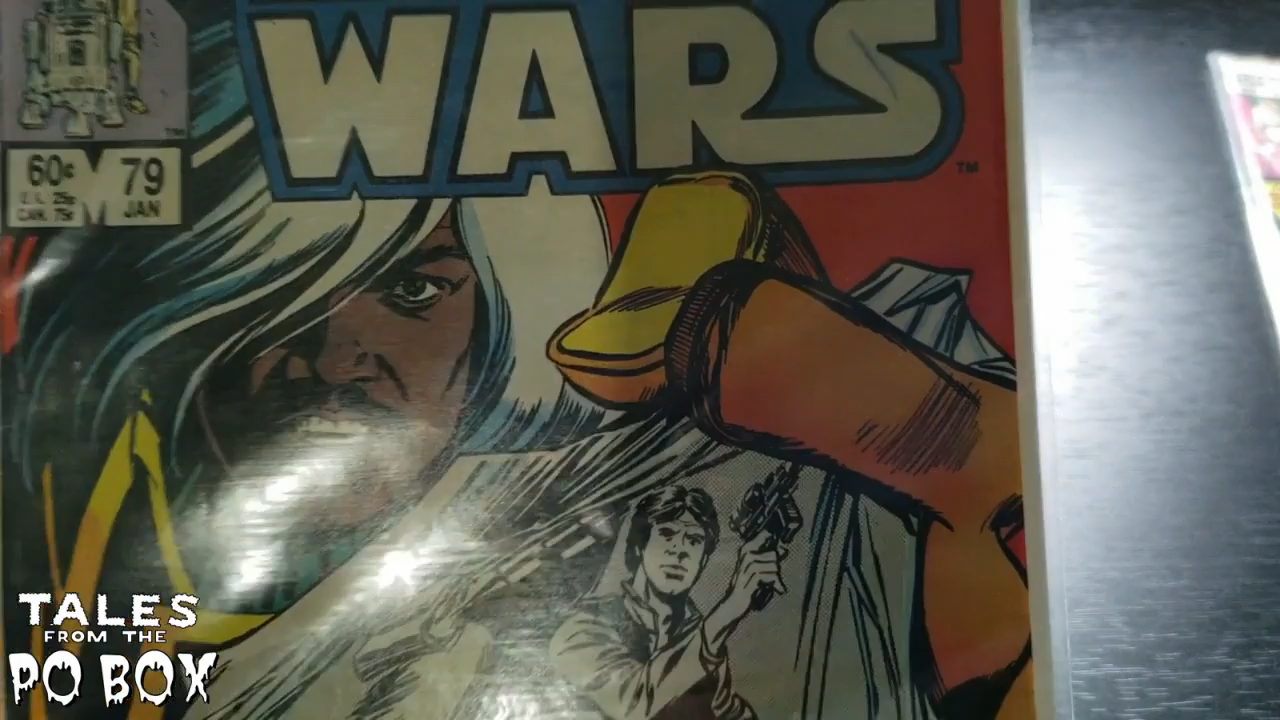 WARS
TM
TM
60¢ 79
U.K. 25p JAN
CAN. 75¢
TALES
FROM THE
PO BOX